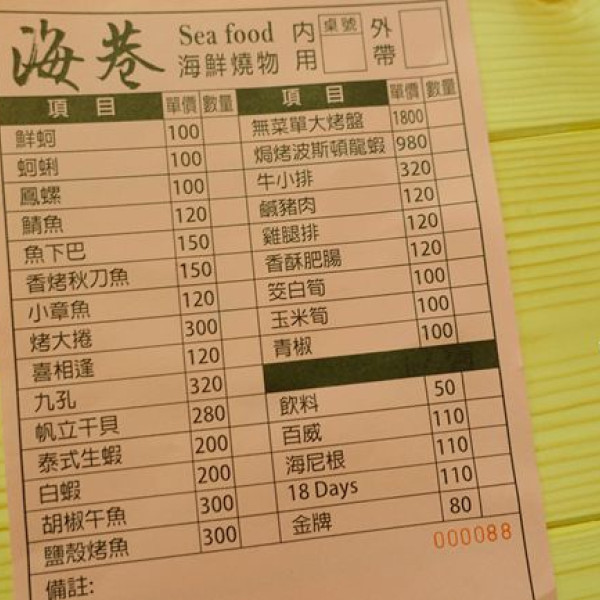 海巷
Sea food
海鮮燒物
內用
桌號
外帶
項目 單價 數量
鮮蚵 100
蚵蜊 100
鳳螺 100
鯖魚 120
魚下巴 150
香烤秋刀魚 150
小章魚 120
烤大捲 300
喜相逢 120
九孔 320
帆立干貝 280
泰式生蝦 200
白蝦 200
胡椒午魚 300
鹽殼烤魚 300
備註:
項目 單價 數量
無菜單大烤盤 1800
焗烤波斯頓龍蝦 980
牛小排 320
鹹豬肉 120
雞腿排 120
香酥肥腸 120
筊白筍 100
玉米筍 100
青椒 100
飲料 50
百威 110
海尼根 110
18 Days 110
金牌 80
000088